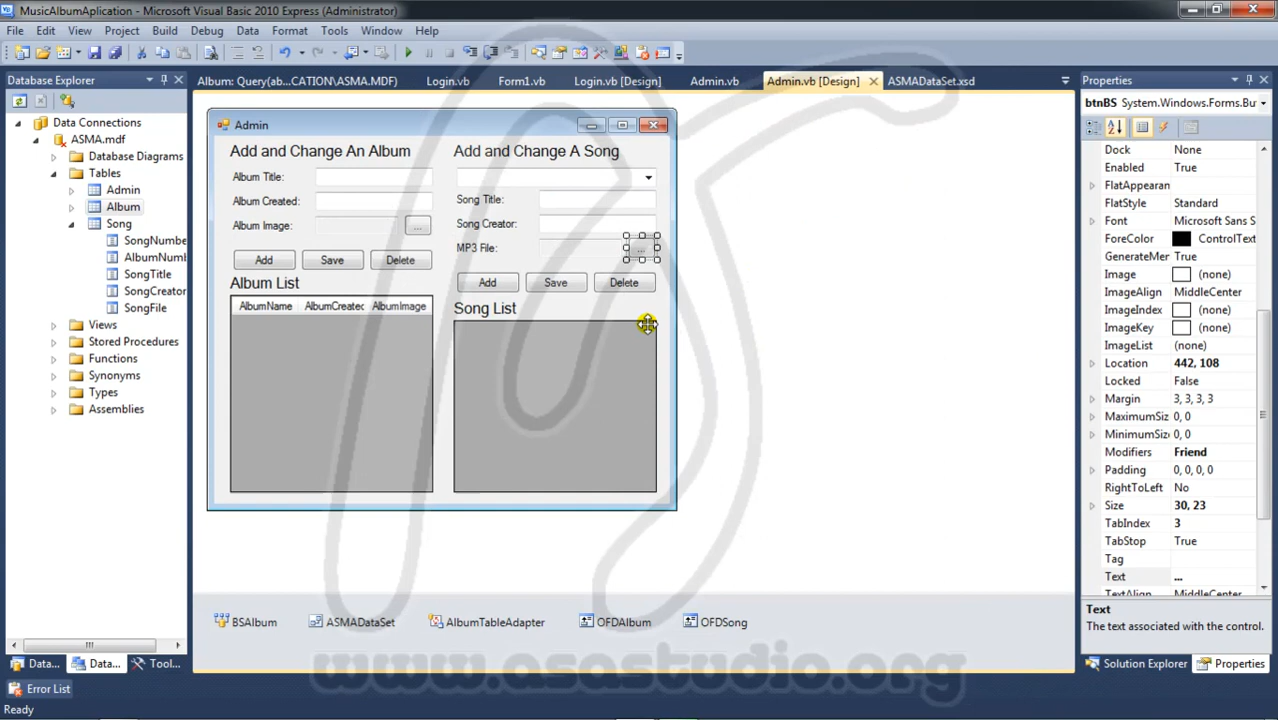 MusicAlbumAplication - Microsoft Visual Basic 2010 Express (Administrator)
File Edit View Project Build Debug Data Format Tools Window Help
Database Explorer
Data Connections
ASMA.mdf
Database Diagrams
Tables
Admin
Album
Song
SongNumbe
AlbumNumb
SongTitle
SongCreator
SongFile
Views
Stored Procedures
Functions
Synonyms
Types
Assemblies
Data... Data... Tool...
Error List
Ready
Album: Query(ab...CATION\ASMA.MDF) Login.vb Form1.vb Login.vb [Design] Admin.vb Admin.vb [Design] ASMADataSet.xsd
Admin
Add and Change An Album
Album Title:
Album Created:
Album Image: ...
Add Save Delete
Album List
AlbumName AlbumCreated AlbumImage
Add and Change A Song
Song Title:
Song Creator:
MP3 File: ...
Add Save Delete
Song List
BSAlbum ASMADataSet AlbumTableAdapter OFDAlbum OFDSong
www.asastudio.org
Properties
btnBS System.Windows.Forms.Bu
Dock None
Enabled True
FlatAppearan
FlatStyle Standard
Font Microsoft Sans S
ForeColor ControlText
GenerateMer True
Image (none)
ImageAlign MiddleCenter
ImageIndex (none)
ImageKey (none)
ImageList (none)
Location 442, 108
Locked False
Margin 3, 3, 3, 3
MaximumSiz 0, 0
MinimumSize 0, 0
Modifiers Friend
Padding 0, 0, 0, 0
RightToLeft No
Size 30, 23
TabIndex 3
TabStop True
Tag
Text ...
TextAlign MiddleCenter
Text
The text associated with the control.
Solution Explorer Properties